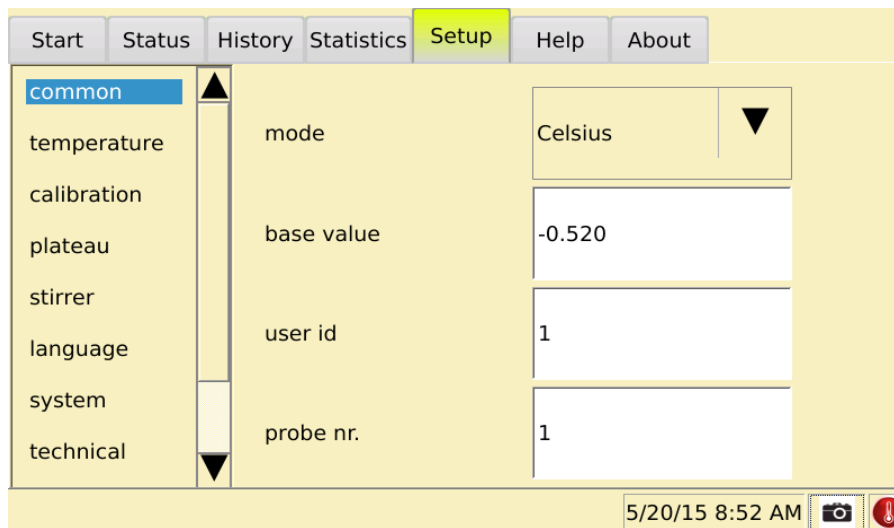 Start Status History Statistics Setup Help About
common
temperature
calibration
plateau
stirrer
language
system
technical
mode Celsius
base value -0.520
user id 1
probe nr. 1
5/20/15 8:52 AM